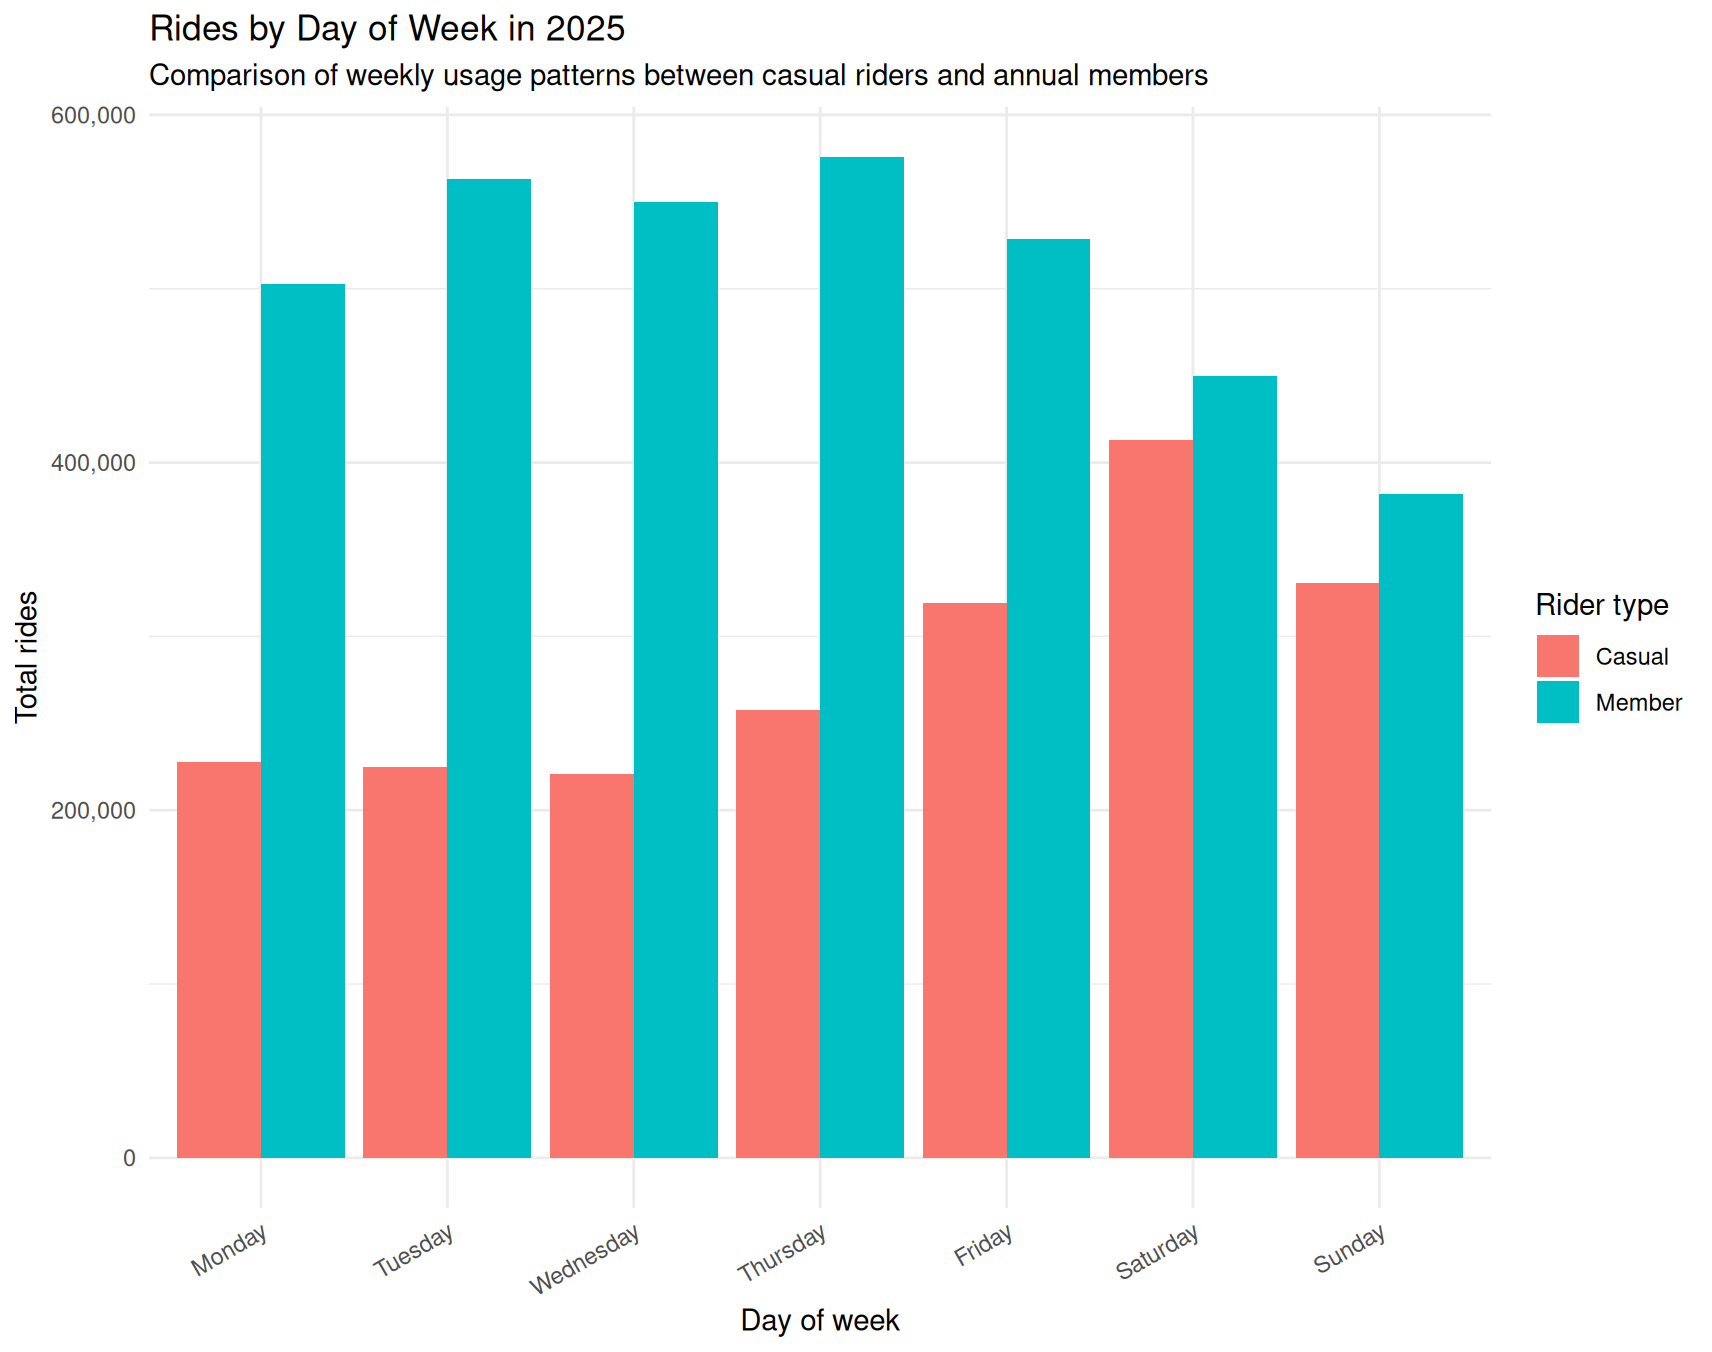 Rides by Day of Week in 2025
Comparison of weekly usage patterns between casual riders and annual members
600,000
400,000
200,000
0
Total rides
Monday
Tuesday
Wednesday
Thursday
Friday
Saturday
Sunday
Day of week
Rider type
Casual
Member